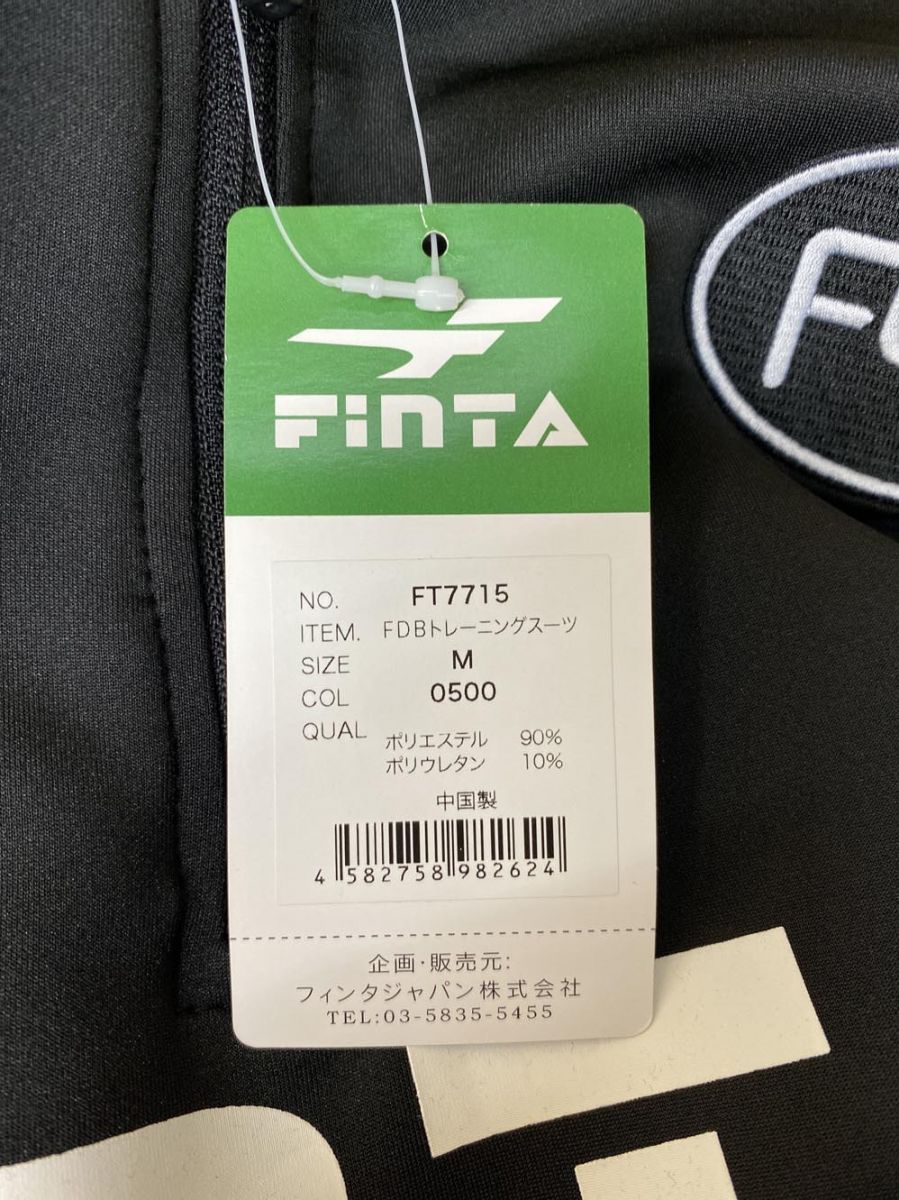 FiNTA
NO. FT7715
ITEM. FDBトレーニングスーツ
SIZE M
COL 0500
QUAL ポリエステル 90%
ポリウレタン 10%
中国製
4 582758 982624
企画・販売元:
フィンタジャパン株式会社
TEL:03-5835-5455